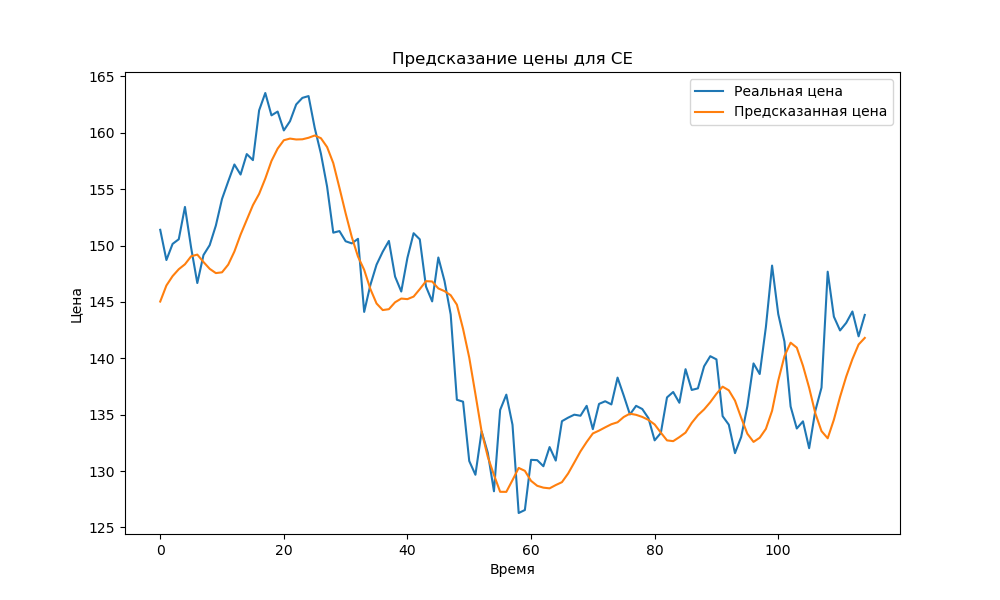 Предсказание цены для CE
Реальная цена
Предсказанная цена
165
160
155
150
145
140
135
130
125
Цена
0 20 40 60 80 100
Время